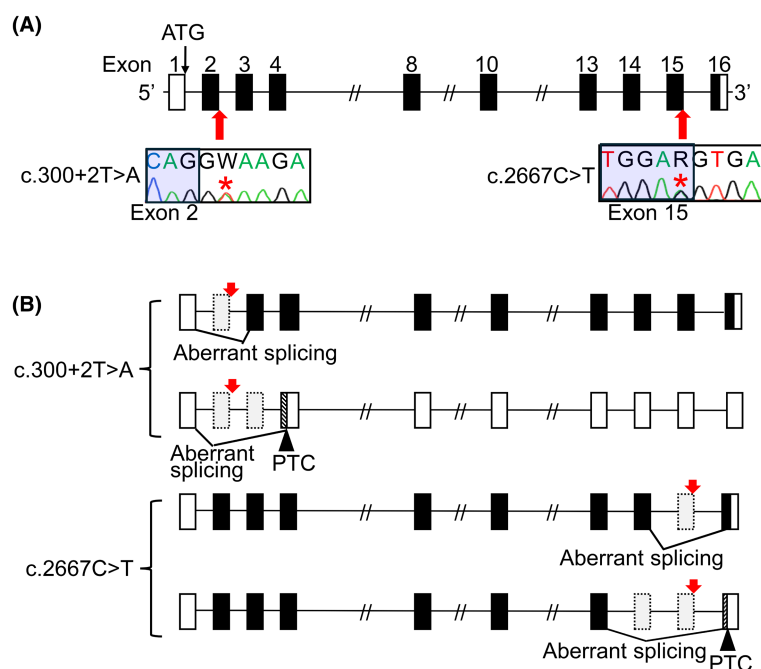 (A)
ATG
Exon 1 2 3 4 8 10 13 14 15 16
5’ // // // 3’
c.300+2T>A
CAGGWAAGA
*
Exon 2
c.2667C>T
TGGARGTGA
*
Exon 15
(B)
c.300+2T>A
// // //
Aberrant splicing
// // //
Aberrant
splicing
PTC
c.2667C>T
// // //
Aberrant splicing
// // //
Aberrant splicing
PTC